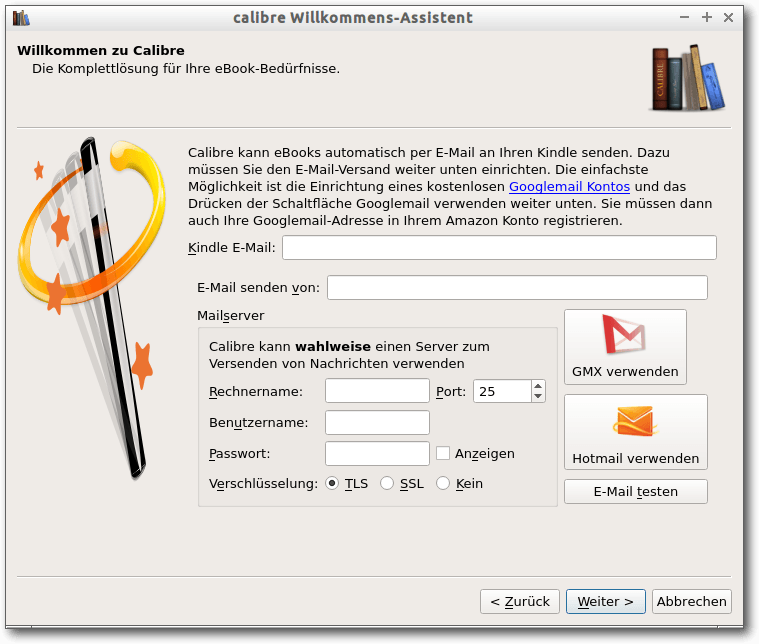 calibre Willkommens-Assistent
Willkommen zu Calibre
Die Komplettlösung für Ihre eBook-Bedürfnisse.
CALIBRE
Calibre kann eBooks automatisch per E-Mail an Ihren Kindle senden. Dazu
müssen Sie den E-Mail-Versand weiter unten einrichten. Die einfachste
Möglichkeit ist die Einrichtung eines kostenlosen Googlemail Kontos und das
Drücken der Schaltfläche Googlemail verwenden weiter unten. Sie müssen dann
auch Ihre Googlemail-Adresse in Ihrem Amazon Konto registrieren.
Kindle E-Mail:
E-Mail senden von:
Mailserver
Calibre kann wahlweise einen Server zum
Versenden von Nachrichten verwenden
Rechnername: Port: 25
Benutzername:
Passwort: Anzeigen
Verschlüsselung: TLS SSL Kein
GMX verwenden
Hotmail verwenden
E-Mail testen
< Zurück Weiter > Abbrechen